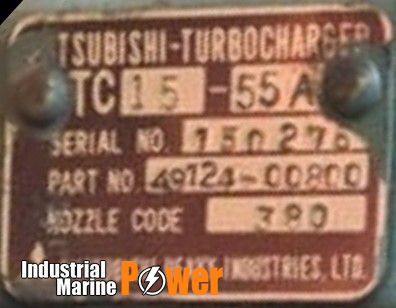 TSUBISHI-TURBOCHARGER
TC 15 -55A
SERIAL NO. 150276
PART NO. 49124-00800
NOZZLE CODE 390
INDUSTRIES, LTD.
Industrial
Marine Power